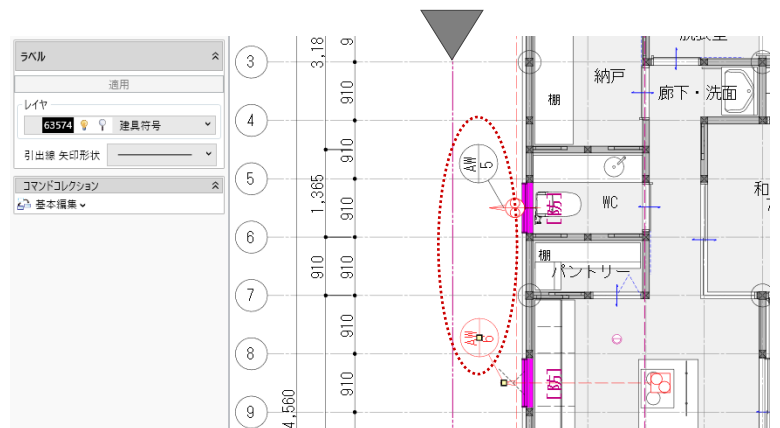 ラベル
適用
レイヤ
63574 建具符号
引出線 矢印形状
コマンドコレクション
基本編集
3
4
5
6
7
8
9
3,18
9
910
910
1,365
910
910
910
910
910
4,560
AW
5
AW
6
[防]
[防]
納戸
棚
廊下・洗面
WC
棚
パントリー
和